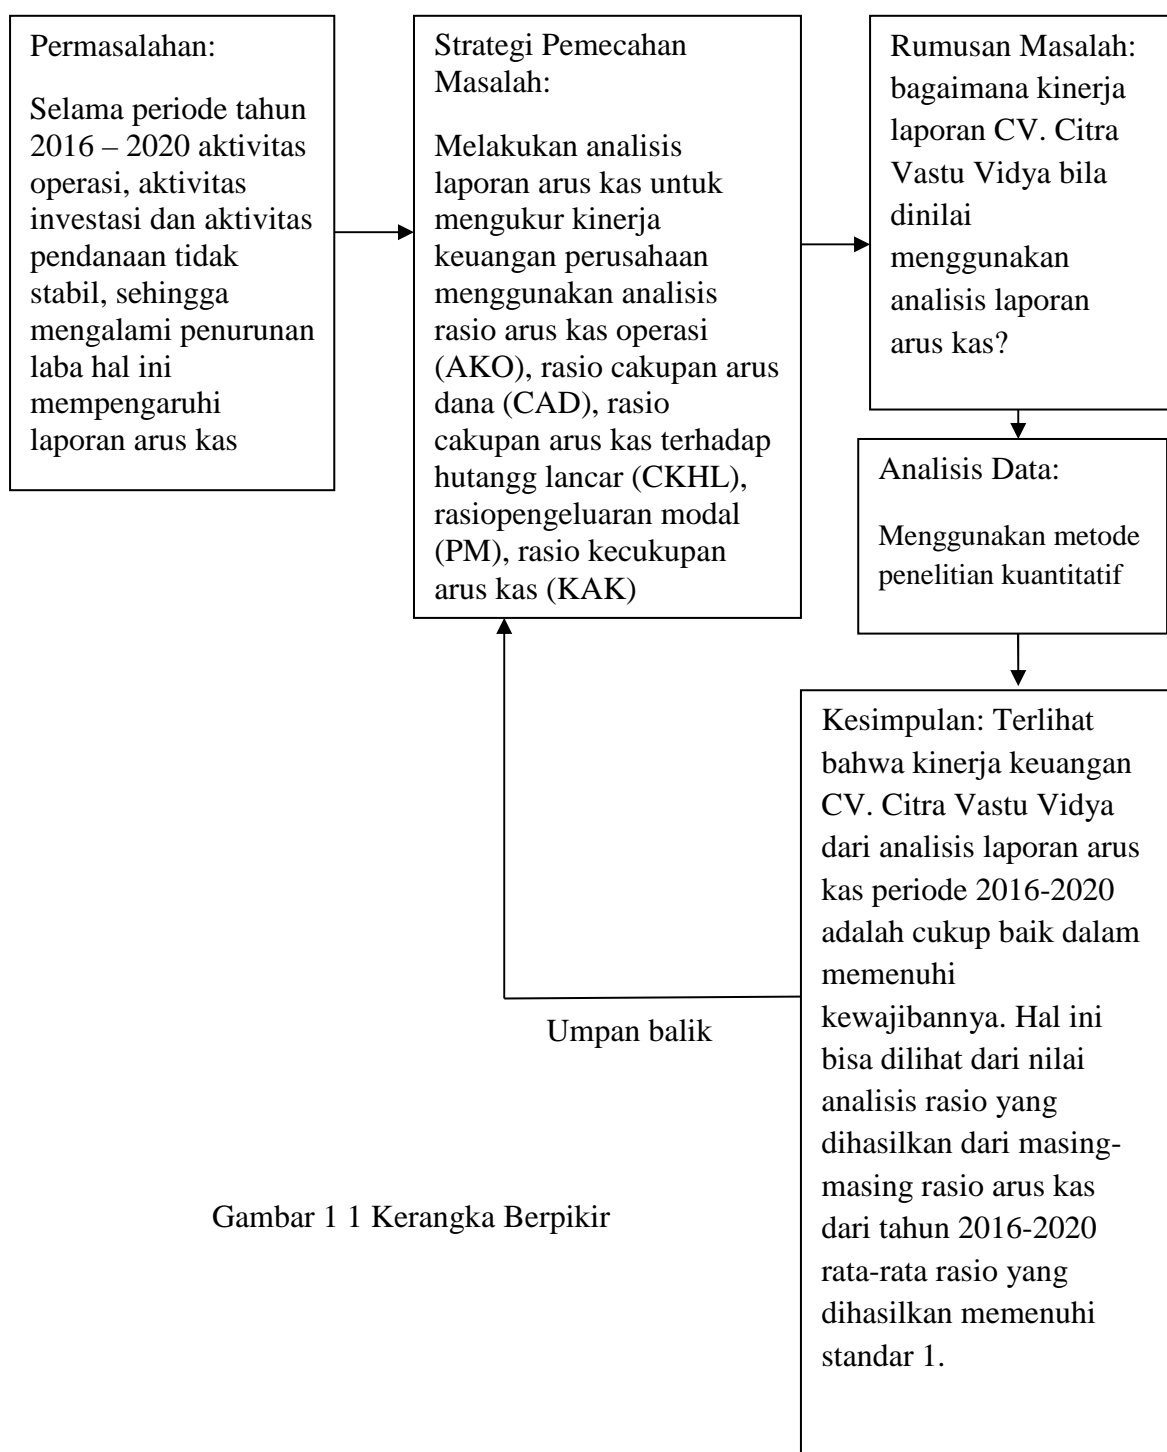 Permasalahan:
Selama periode tahun
2016 – 2020 aktivitas
operasi, aktivitas
investasi dan aktivitas
pendanaan tidak
stabil, sehingga
mengalami penurunan
laba hal ini
mempengaruhi
laporan arus kas
Strategi Pemecahan
Masalah:
Melakukan analisis
laporan arus kas untuk
mengukur kinerja
keuangan perusahaan
menggunakan analisis
rasio arus kas operasi
(AKO), rasio cakupan arus
dana (CAD), rasio
cakupan arus kas terhadap
hutangg lancar (CKHL),
rasiopengeluaran modal
(PM), rasio kecukupan
arus kas (KAK)
Rumusan Masalah:
bagaimana kinerja
laporan CV. Citra
Vastu Vidya bila
dinilai
menggunakan
analisis laporan
arus kas?
Analisis Data:
Menggunakan metode
penelitian kuantitatif
Kesimpulan: Terlihat
bahwa kinerja keuangan
CV. Citra Vastu Vidya
dari analisis laporan arus
kas periode 2016-2020
adalah cukup baik dalam
memenuhi
kewajibannya. Hal ini
bisa dilihat dari nilai
analisis rasio yang
dihasilkan dari masing-
masing rasio arus kas
dari tahun 2016-2020
rata-rata rasio yang
dihasilkan memenuhi
standar 1.
Umpan balik
Gambar 1 1 Kerangka Berpikir